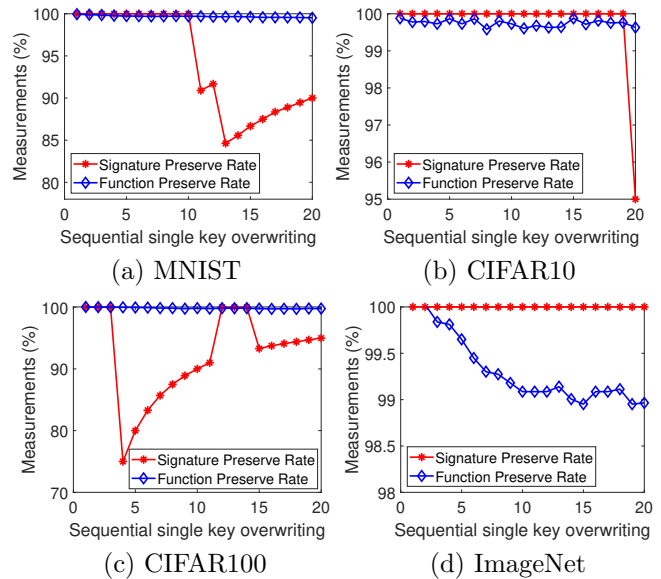 Measurements (%)
100
95
90
85
80
Signature Preserve Rate
Function Preserve Rate
0 5 10 15 20
Sequential single key overwriting
(a) MNIST
Measurements (%)
100
99
98
97
96
95
Signature Preserve Rate
Function Preserve Rate
0 5 10 15 20
Sequential single key overwriting
(b) CIFAR10
Measurements (%)
100
90
80
70
Signature Preserve Rate
Function Preserve Rate
0 5 10 15 20
Sequential single key overwriting
(c) CIFAR100
Measurements (%)
100
99.5
99
98.5
98
Signature Preserve Rate
Function Preserve Rate
0 5 10 15 20
Sequential single key overwriting
(d) ImageNet